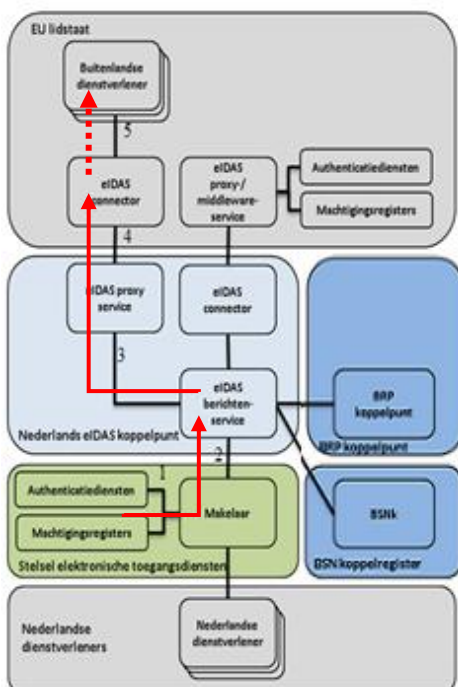 EU lidstaat
Buitenlandse
dienstverlener
5
eIDAS
connector
eIDAS
proxy-/
middleware-
service
Authenticatiediensten
Machtigingsregisters
4
eIDAS proxy
service
eIDAS
connector
3
eIDAS
berichten-
service
BRP
koppelpunt
Nederlands eIDAS koppelpunt
BRP koppelpunt
2
1
Authenticatiediensten
Machtigingsregisters
Makelaar
BSNk
Stelsel elektronische toegangsdiensten
BSN koppelregister
Nederlandse
dienstverleners
Nederlandse
dienstverlener